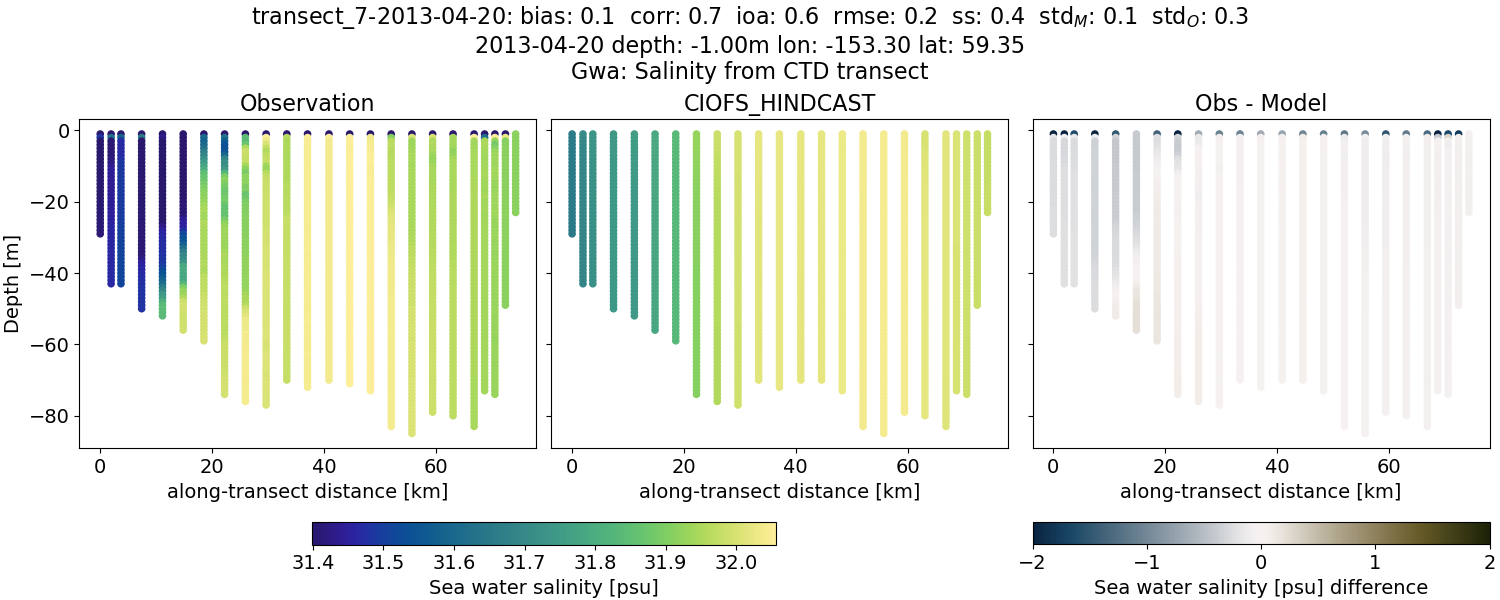 transect_7-2013-04-20: bias: 0.1  corr: 0.7  ioa: 0.6  rmse: 0.2  ss: 0.4  std_M: 0.1  std_O: 0.3
2013-04-20 depth: -1.00m lon: -153.30 lat: 59.35
Gwa: Salinity from CTD transect
Observation
CIOFS_HINDCAST
Obs - Model
Depth [m]
0
−20
−40
−60
−80
0 20 40 60
0 20 40 60
0 20 40 60
along-transect distance [km]
along-transect distance [km]
along-transect distance [km]
31.4 31.5 31.6 31.7 31.8 31.9 32.0
Sea water salinity [psu]
−2 −1 0 1 2
Sea water salinity [psu] difference